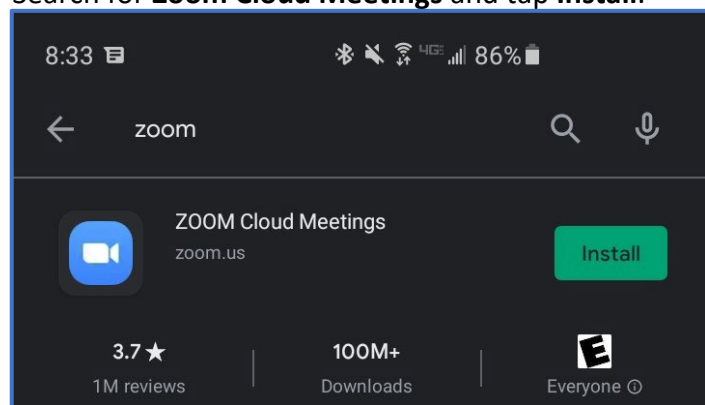 Search for Zoom Cloud Meetings and tap Install.
8:33 4GE 86%
zoom
ZOOM Cloud Meetings
zoom.us
Install
3.7★ 100M+ E
1M reviews Downloads Everyone